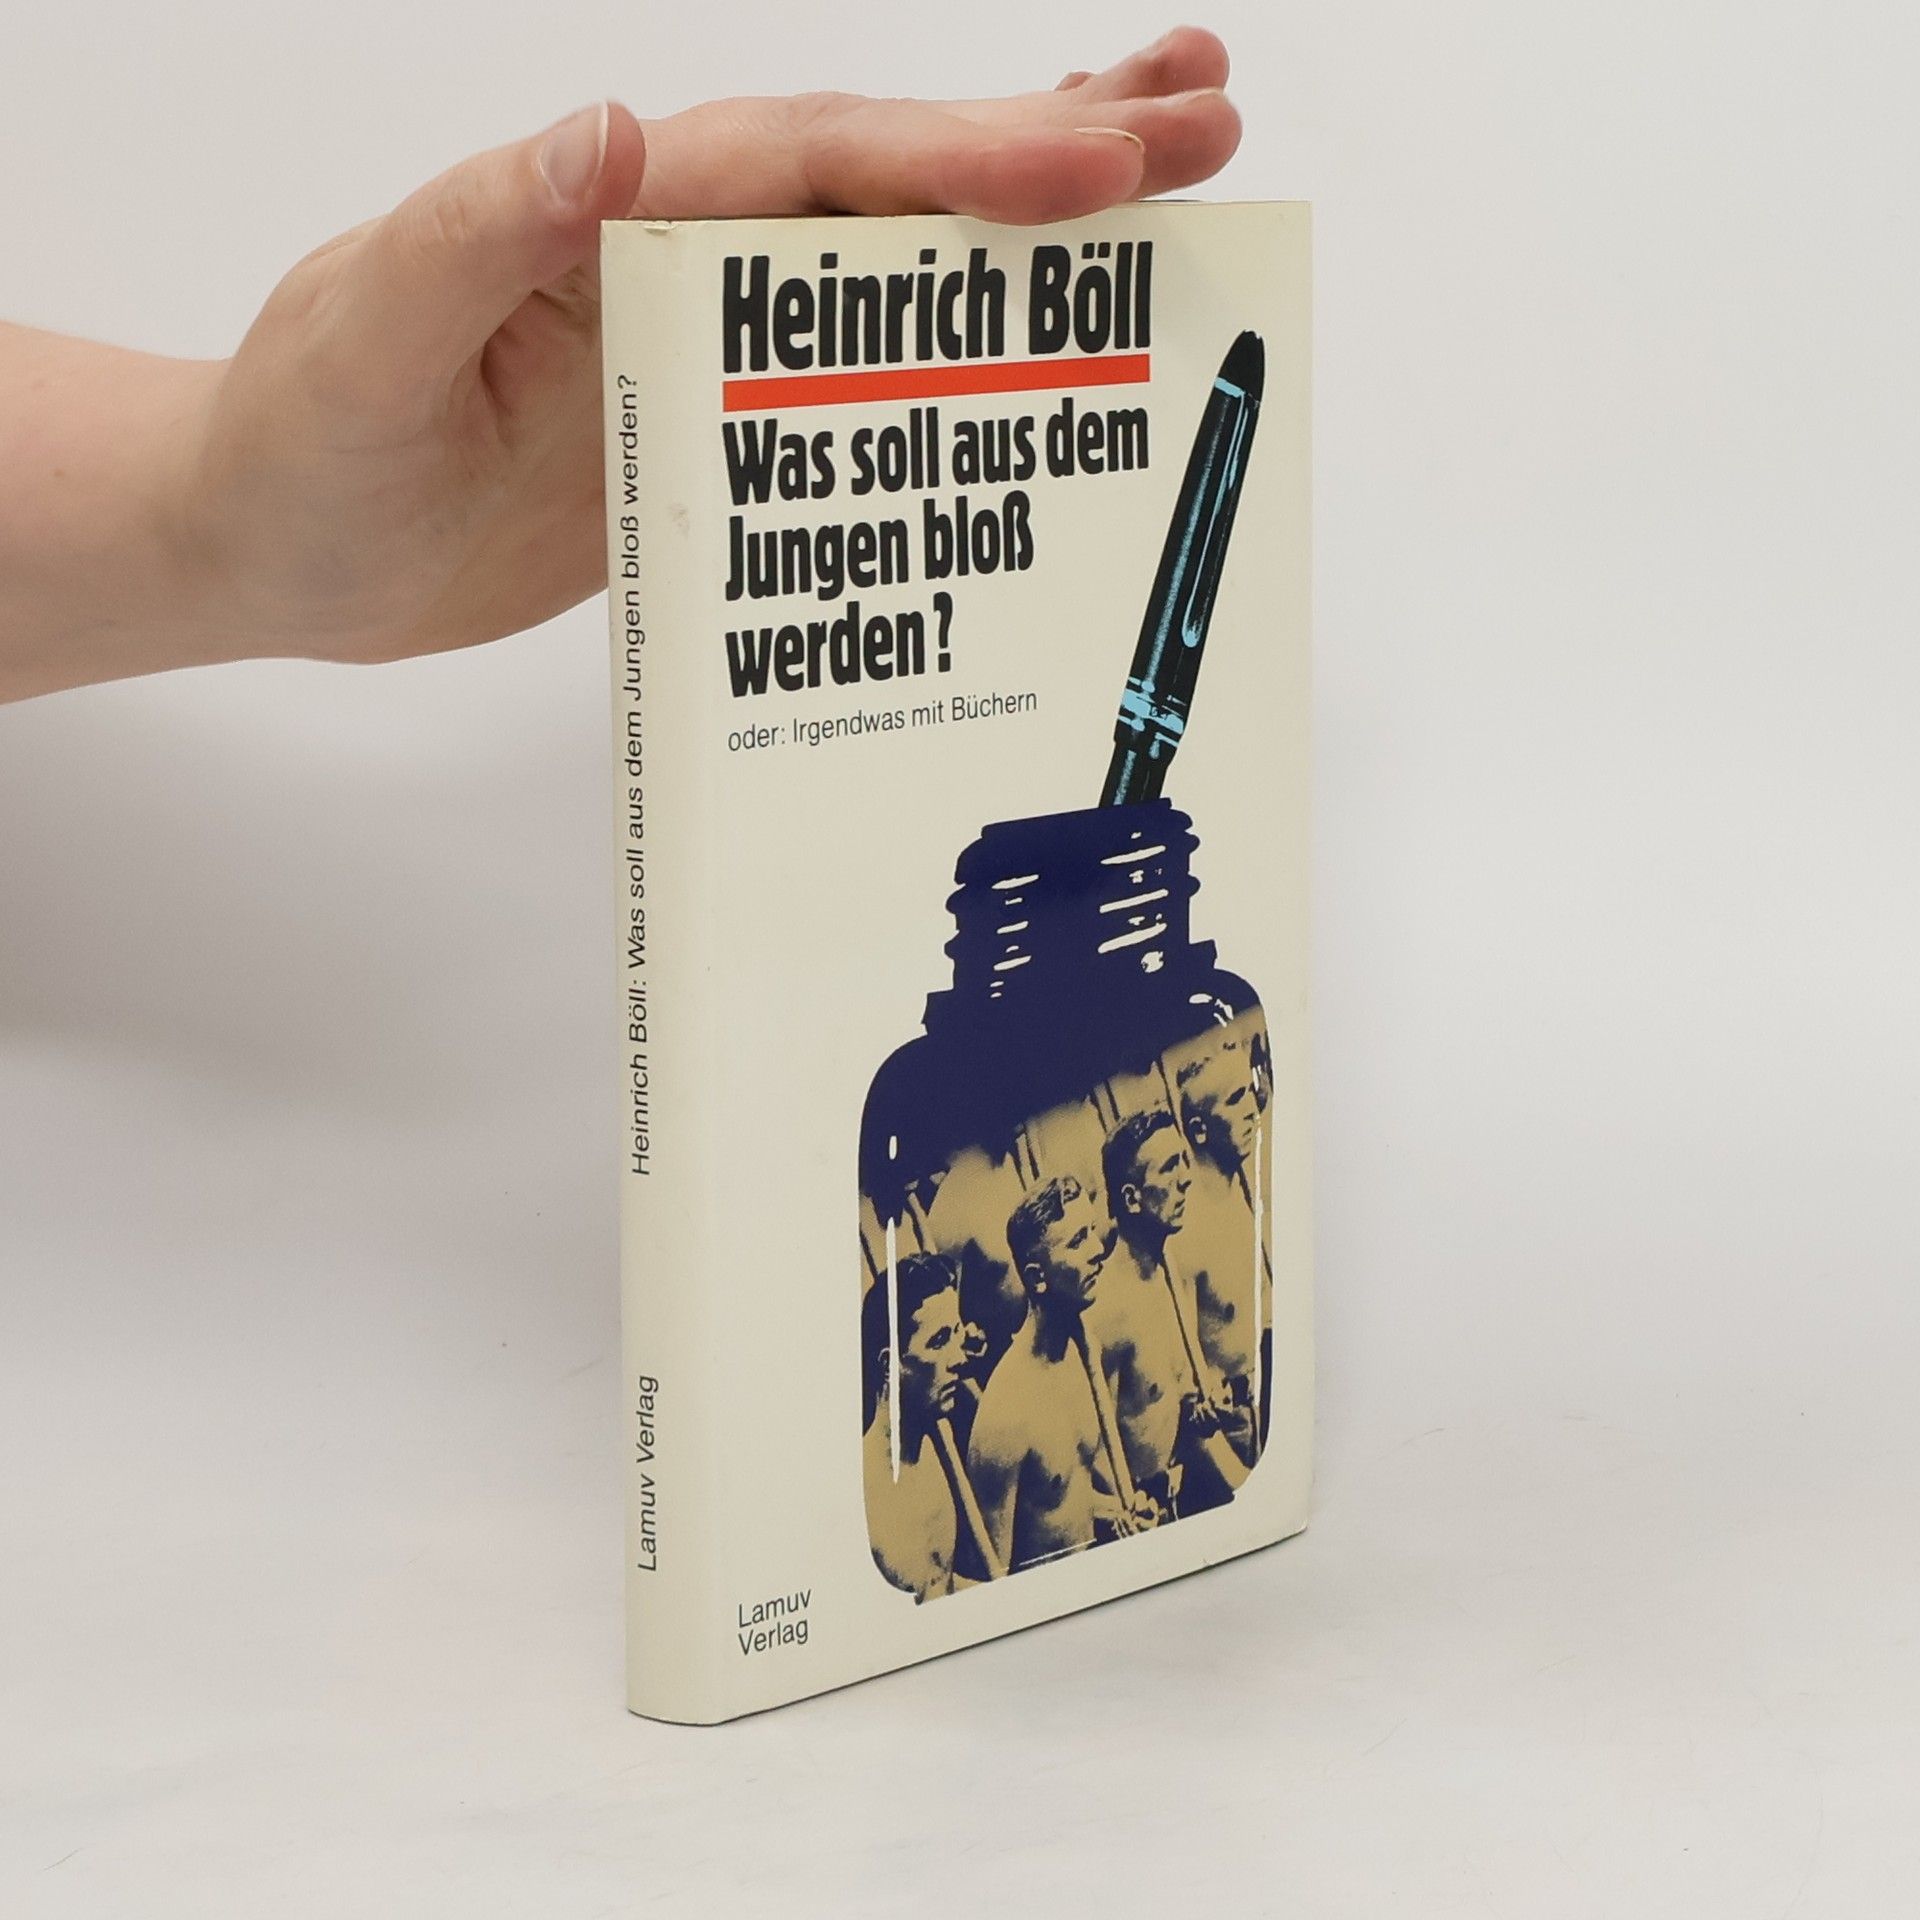 Heinrich Böll
Was soll aus dem
Jungen bloß
werden?
oder: Irgendwas mit Büchern
Lamuv
Verlag
Heinrich Böll: Was soll aus dem Jungen bloß werden?
Lamuv Verlag